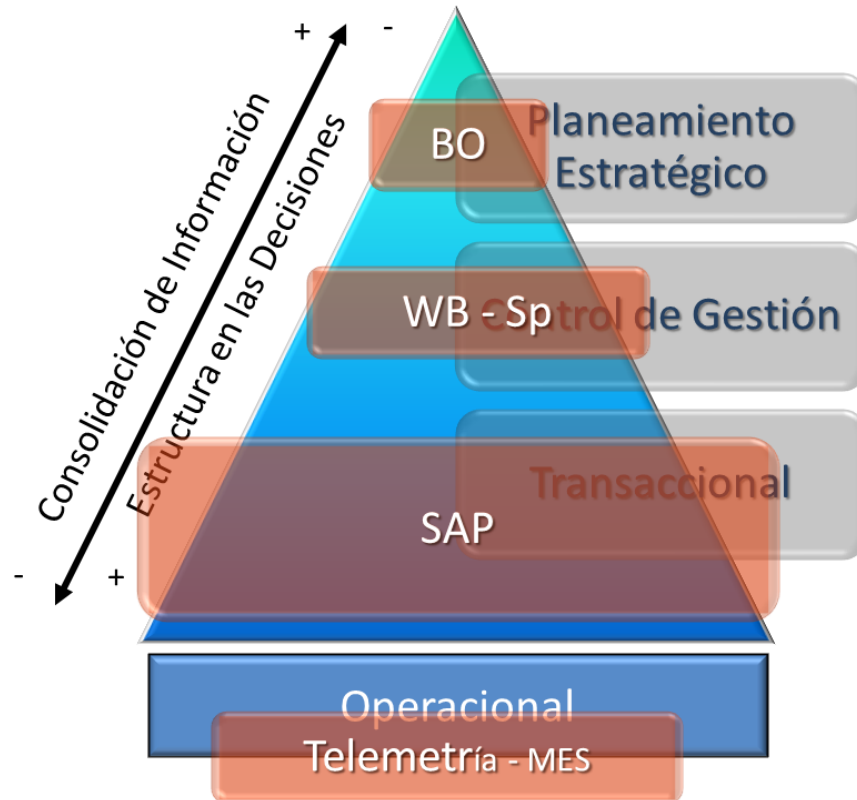 + -
Consolidación de Información
Estructura en las Decisiones
BO
Planeamiento
Estratégico
WB - Sp
Control de Gestión
Transaccional
SAP
- +
Operacional
Telemetría - MES